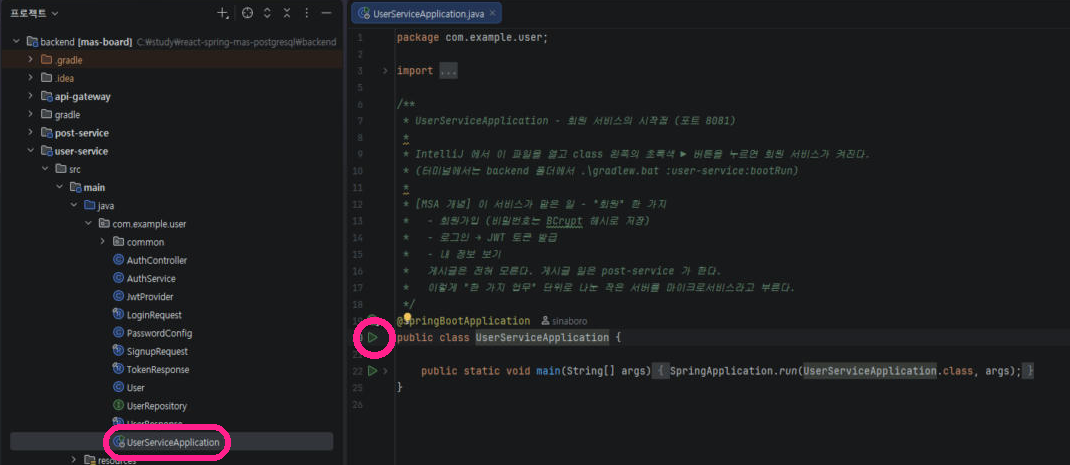 프로젝트
backend [mas-board] C:₩study₩react-spring-mas-postgresql₩backend
.gradle
.idea
api-gateway
gradle
post-service
user-service
src
main
java
com.example.user
common
AuthController
AuthService
JwtProvider
LoginRequest
PasswordConfig
SignupRequest
TokenResponse
User
UserRepository
UserResponse
UserServiceApplication
resources
UserServiceApplication.java
1 package com.example.user;
2
3 import ...
5
6 /**
7 * UserServiceApplication - 회원 서비스의 시작점 (포트 8081)
8 *
9 * IntelliJ 에서 이 파일을 열고 class 왼쪽의 초록색 ▶ 버튼을 누르면 회원 서비스가 켜진다.
10 * (터미널에서는 backend 폴더에서 .\gradlew.bat :user-service:bootRun)
11 *
12 * [MSA 개념] 이 서비스가 맡은 일 - "회원" 한 가지
13 * - 회원가입 (비밀번호는 BCrypt 해시로 저장)
14 * - 로그인 → JWT 토큰 발급
15 * - 내 정보 보기
16 * 게시글은 전혀 모른다. 게시글 일은 post-service 가 한다.
17 * 이렇게 "한 가지 업무" 단위로 나눈 작은 서버를 마이크로서비스라고 부른다.
18 */
19 @SpringBootApplication sinaboro
public class UserServiceApplication {
21
22 public static void main(String[] args) { SpringApplication.run(UserServiceApplication.class, args); }
25 }
26